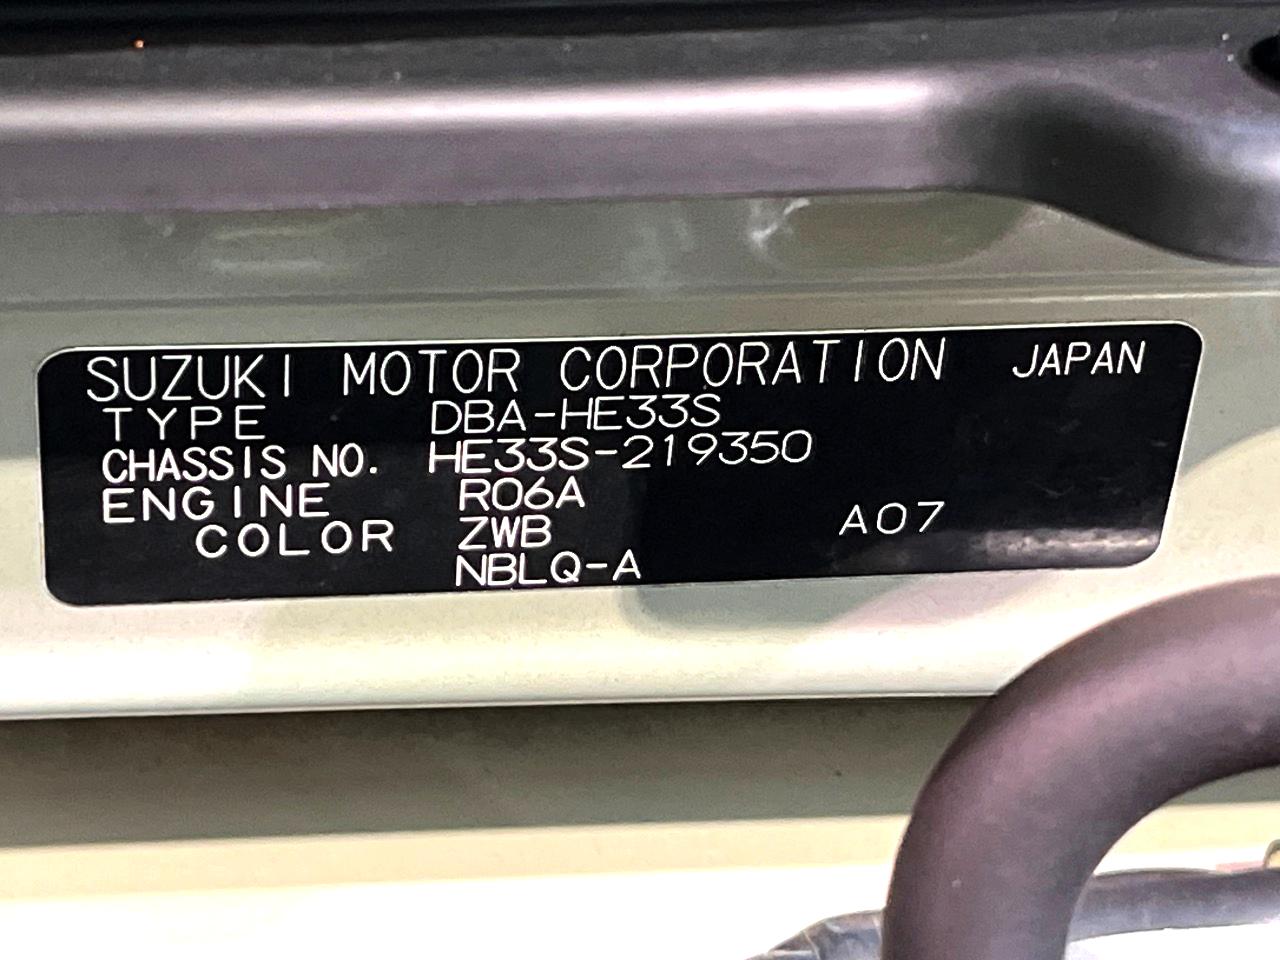 SUZUKI MOTOR CORPORATION JAPAN
TYPE DBA-HE33S
CHASSIS NO. HE33S-219350
ENGINE R06A
COLOR ZWB A07
NBLQ-A